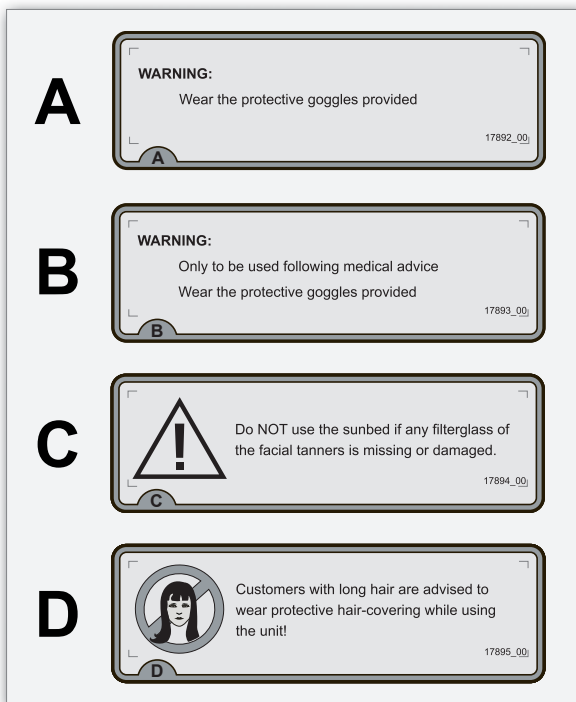 A
WARNING:
Wear the protective goggles provided
17892_00
A
B
WARNING:
Only to be used following medical advice
Wear the protective goggles provided
17893_00
B
C
Do NOT use the sunbed if any filterglass of
the facial tanners is missing or damaged.
17894_00
C
D
Customers with long hair are advised to
wear protective hair-covering while using
the unit!
17895_00
D